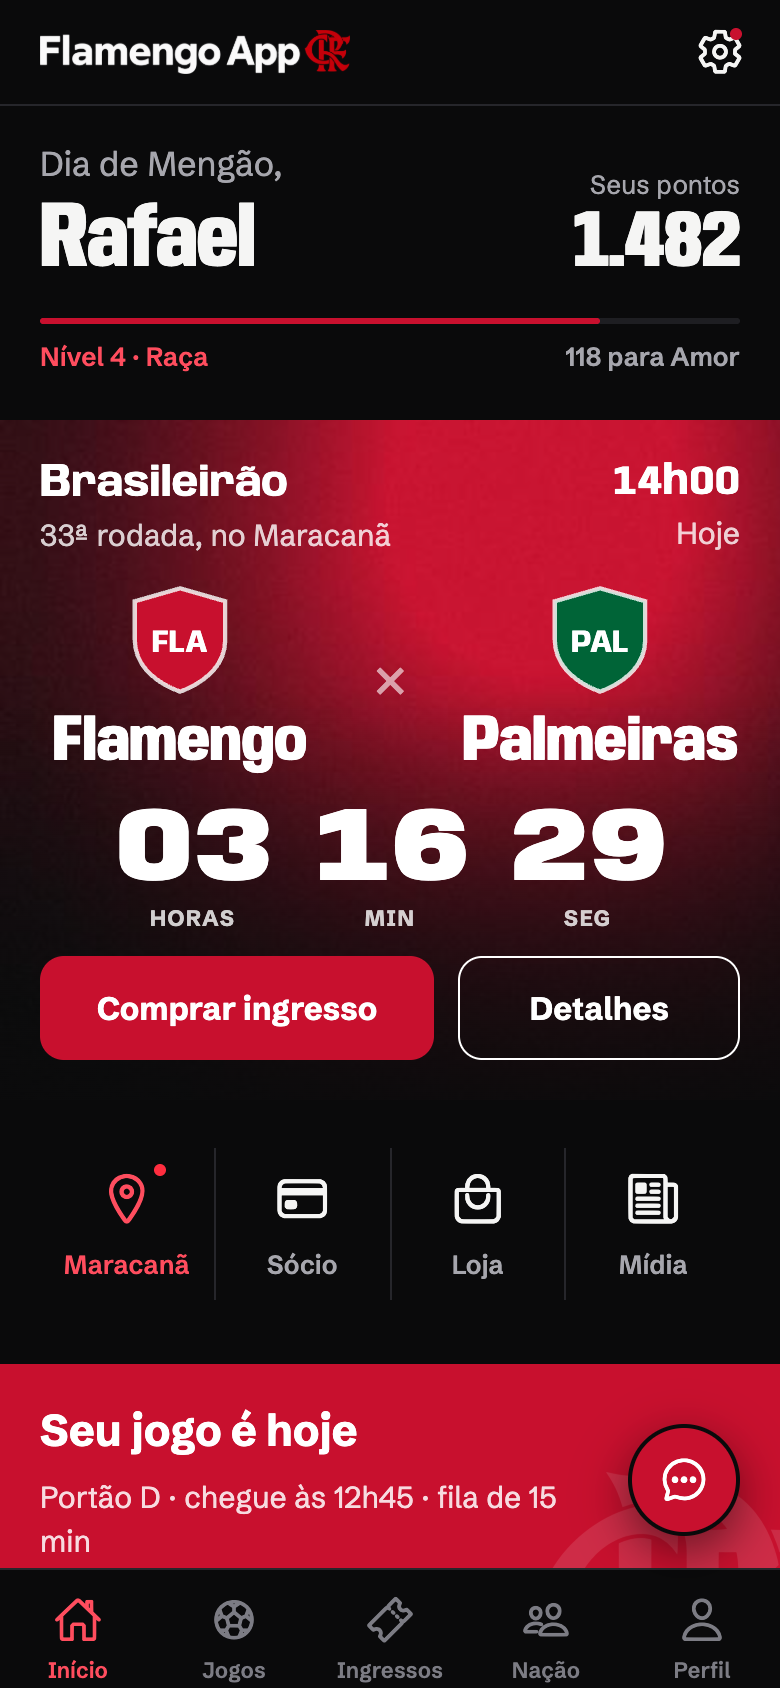 Flamengo App
Dia de Mengão,
Rafael
Seus pontos
1.482
Nível 4 · Raça
118 para Amor
Brasileirão
14h00
33ª rodada, no Maracanã
Hoje
FLA
PAL
×
Flamengo
Palmeiras
03 16 29
HORAS MIN SEG
Comprar ingresso
Detalhes
Maracanã
Sócio
Loja
Mídia
Seu jogo é hoje
Portão D · chegue às 12h45 · fila de 15
min
Início
Jogos
Ingressos
Nação
Perfil